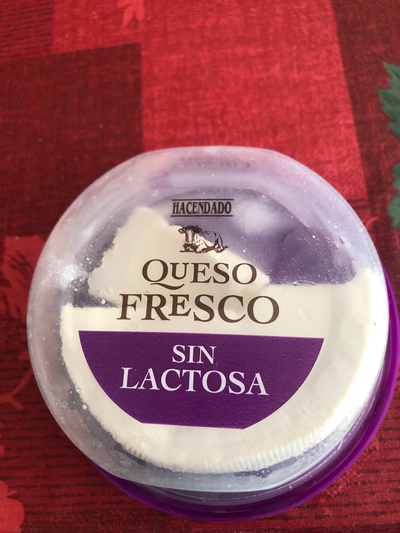 HACENDADO
QUESO
FRESCO
SIN
LACTOSA